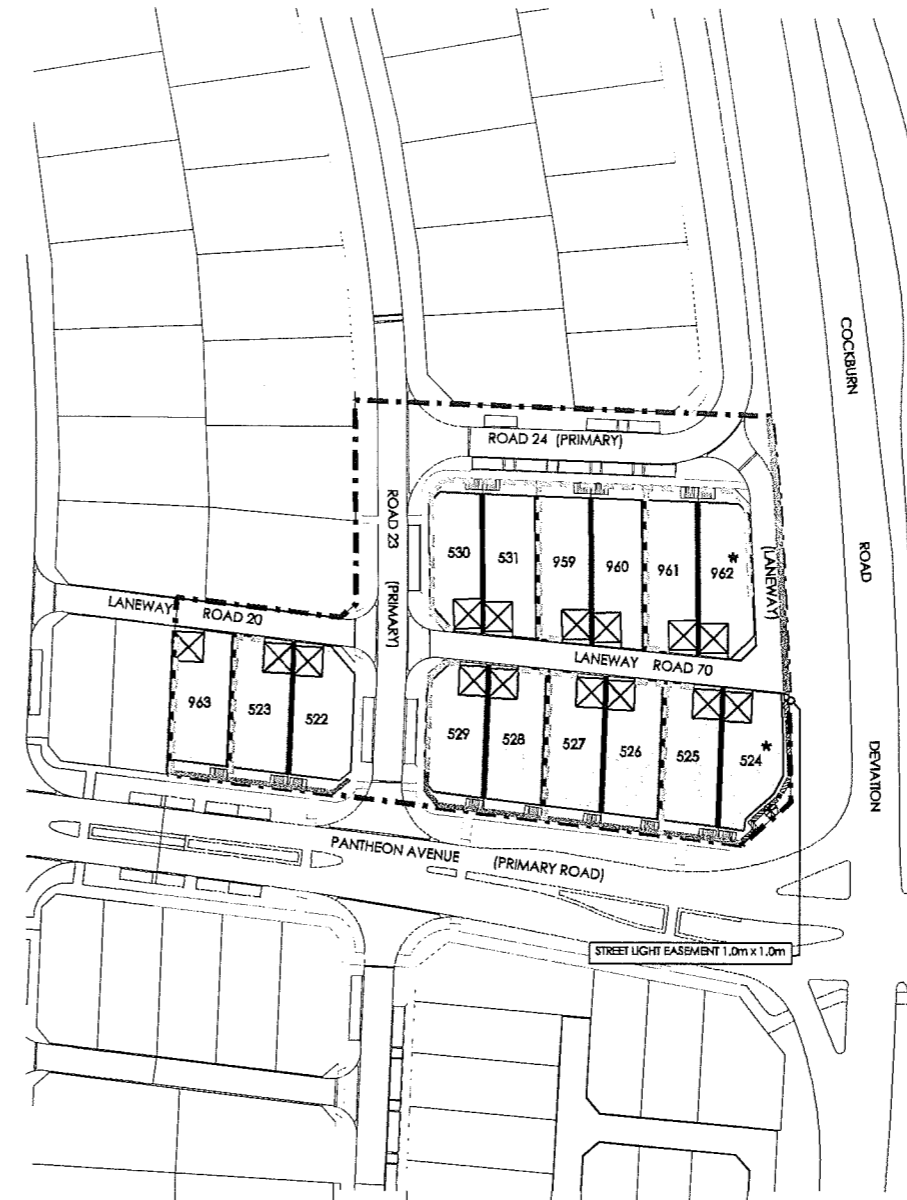 COCKBURN
ROAD
DEVIATION
ROAD 24 (PRIMARY)
ROAD 23
(PRIMARY)
(LANEWAY)
530
531
959
960
961
962*
LANEWAY
ROAD 20
LANEWAY ROAD 70
963
523
522
529
528
527
526
525
524*
PANTHEON AVENUE
(PRIMARY ROAD)
STREET LIGHT EASEMENT 1.0m x 1.0m